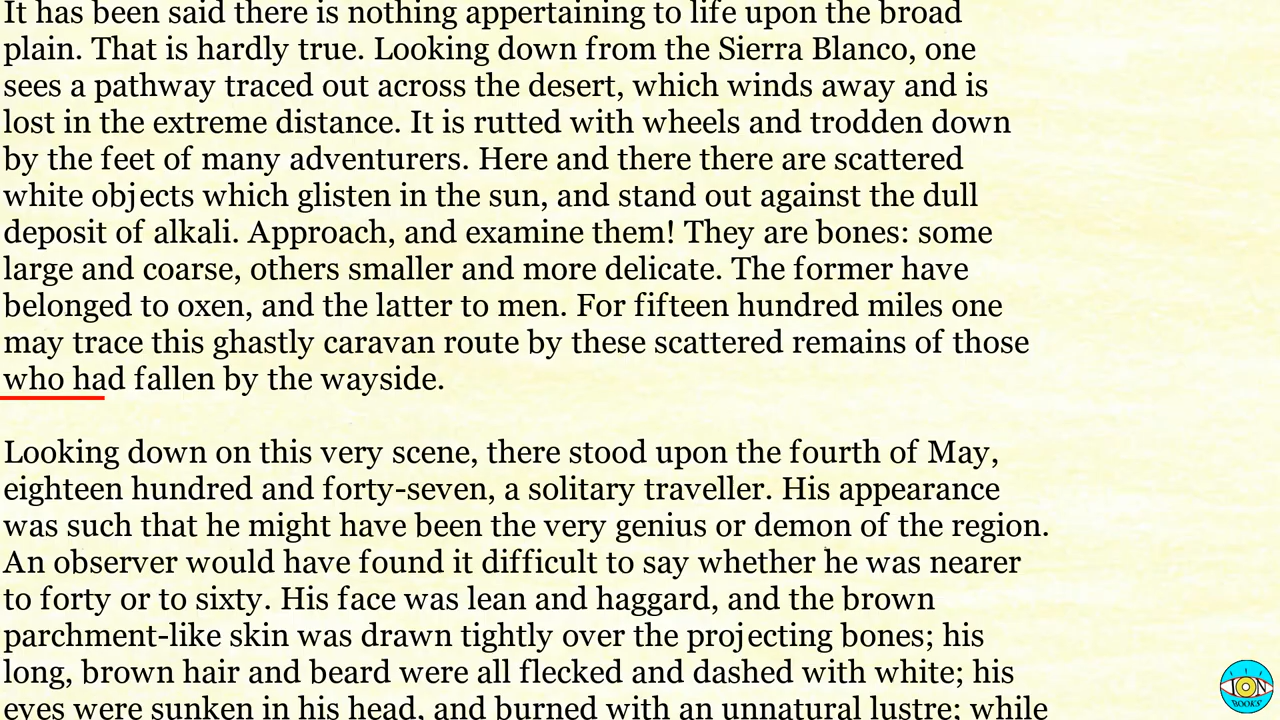 It has been said there is nothing appertaining to life upon the broad
plain. That is hardly true. Looking down from the Sierra Blanco, one
sees a pathway traced out across the desert, which winds away and is
lost in the extreme distance. It is rutted with wheels and trodden down
by the feet of many adventurers. Here and there there are scattered
white objects which glisten in the sun, and stand out against the dull
deposit of alkali. Approach, and examine them! They are bones: some
large and coarse, others smaller and more delicate. The former have
belonged to oxen, and the latter to men. For fifteen hundred miles one
may trace this ghastly caravan route by these scattered remains of those
who had fallen by the wayside.
Looking down on this very scene, there stood upon the fourth of May,
eighteen hundred and forty-seven, a solitary traveller. His appearance
was such that he might have been the very genius or demon of the region.
An observer would have found it difficult to say whether he was nearer
to forty or to sixty. His face was lean and haggard, and the brown
parchment-like skin was drawn tightly over the projecting bones; his
long, brown hair and beard were all flecked and dashed with white; his
eyes were sunken in his head, and burned with an unnatural lustre; while
ION
BOOKS